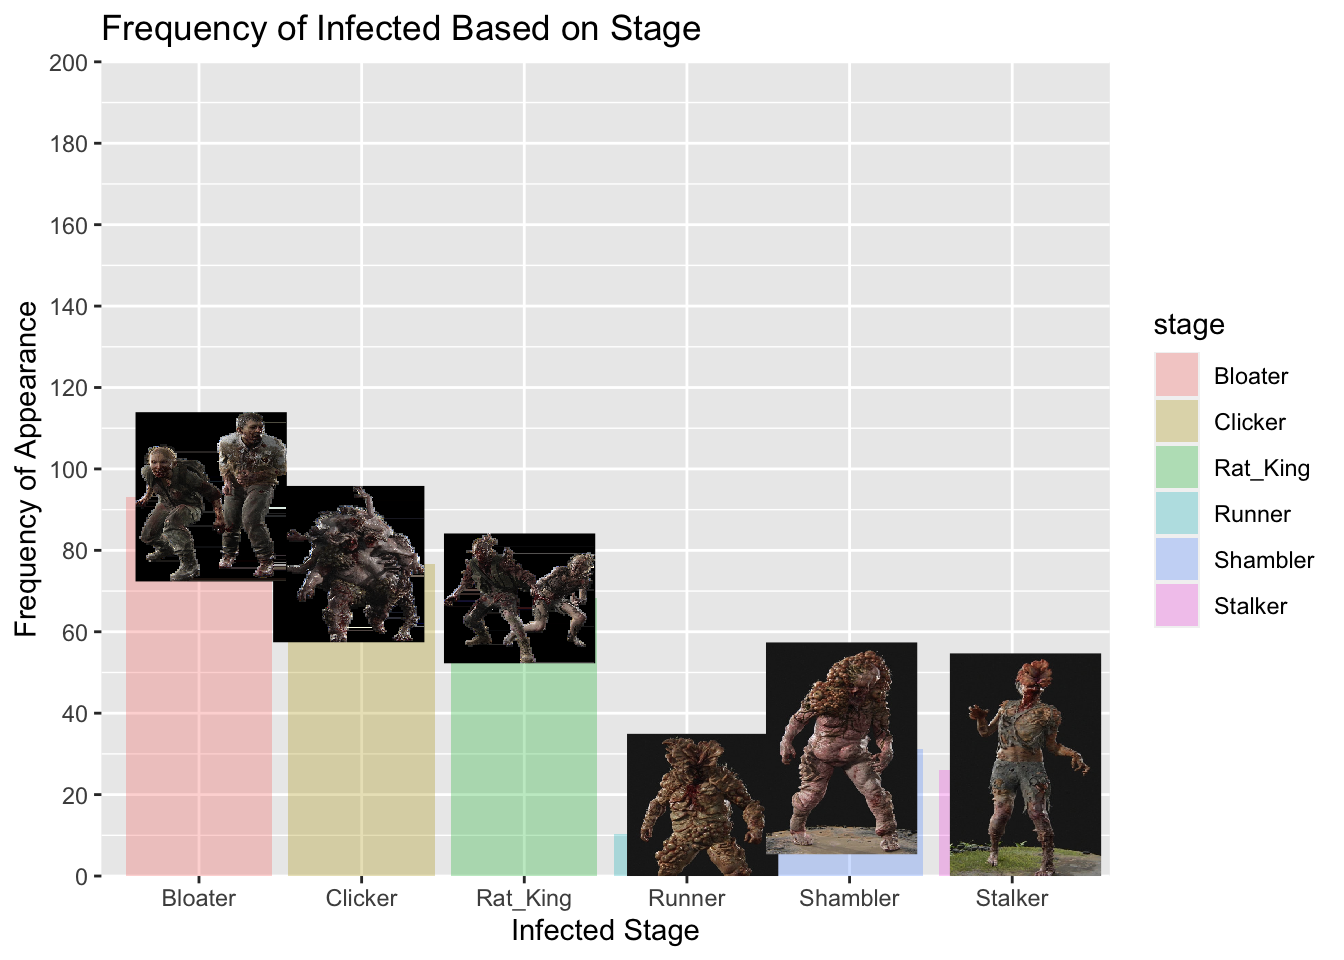 Frequency of Infected Based on Stage
200
180
160
140
120
100
80
60
40
20
0
Frequency of Appearance
Bloater Clicker Rat_King Runner Shambler Stalker
Infected Stage
stage
Bloater
Clicker
Rat_King
Runner
Shambler
Stalker